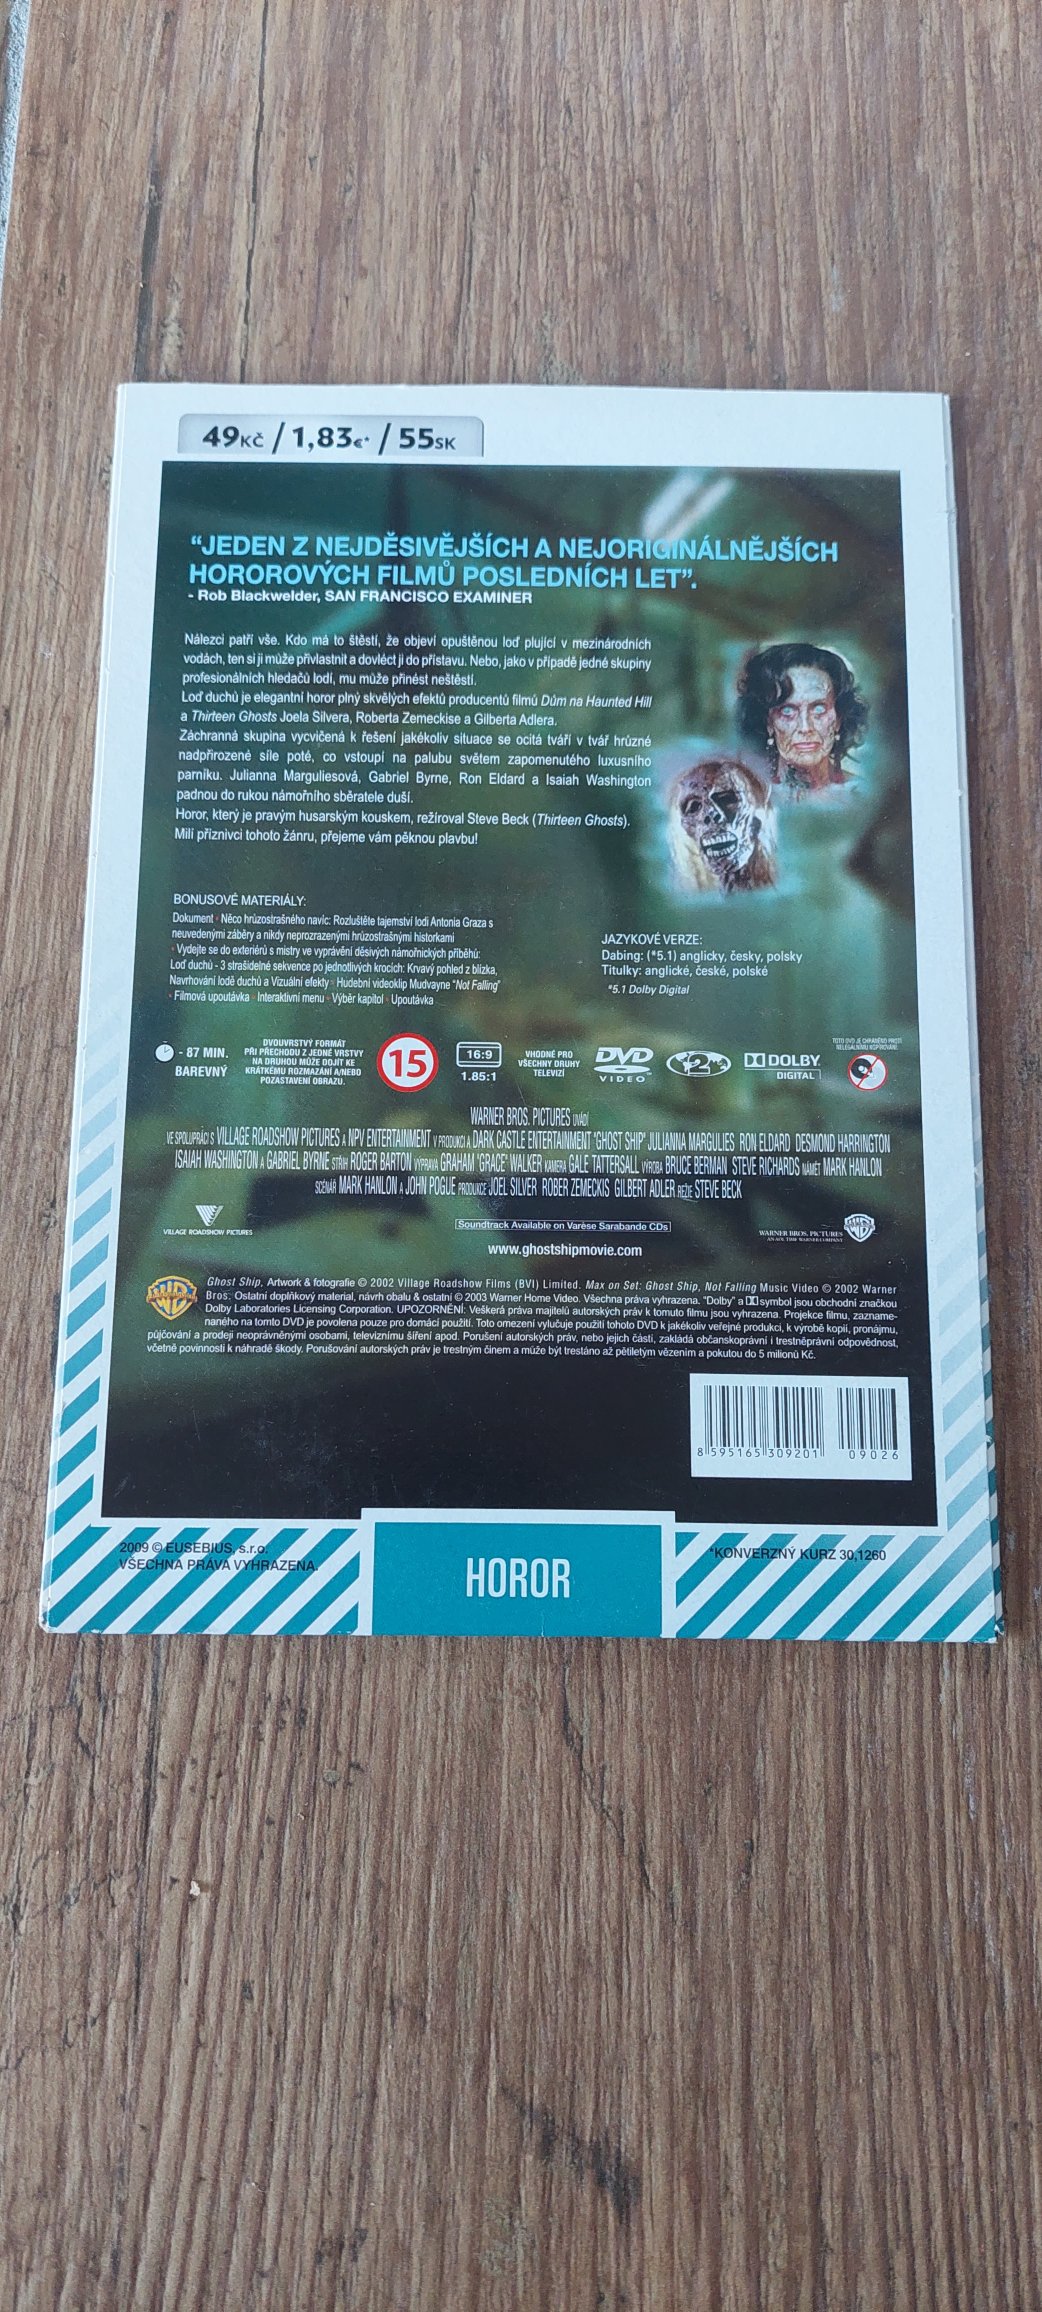 49KČ / 1,83€* / 55SK
“JEDEN Z NEJDĚSIVĚJŠÍCH A NEJORIGINÁLNĚJŠÍCH
HOROROVÝCH FILMŮ POSLEDNÍCH LET”.
- Rob Blackwelder, SAN FRANCISCO EXAMINER
Nálezci patří vše. Kdo má to štěstí, že objeví opuštěnou loď plující v mezinárodních
vodách, ten si ji může přivlastnit a dovléct ji do přístavu. Nebo, jako v případě jedné skupiny
profesionálních hledačů lodí, mu může přinést neštěstí.
Loď duchů je elegantní horor plný skvělých efektů producentů filmů Dům na Haunted Hill
a Thirteen Ghosts Joela Silvera, Roberta Zemeckise a Gilberta Adlera.
Záchranná skupina vycvičená k řešení jakékoliv situace se ocitá tváří v tvář hrůzné
nadpřirozené síle poté, co vstoupí na palubu světem zapomenutého luxusního
parníku. Julianna Marguliesová, Gabriel Byrne, Ron Eldard a Isaiah Washington
padnou do rukou námořního sběratele duší.
Horor, který je pravým husarským kouskem, režíroval Steve Beck (Thirteen Ghosts).
Milí příznivci tohoto žánru, přejeme vám pěknou plavbu!
BONUSOVÉ MATERIÁLY:
Dokument • Něco hrůzostrašného navíc: Rozluštěte tajemství lodi Antonia Graza s
neuvedenými záběry a nikdy neprozrazenými hrůzostrašnými historkami
• Vydejte se do exteriérů s mistry ve vyprávění děsivých námořnických příběhů:
Loď duchů - 3 strašidelné sekvence po jednotlivých krocích: Krvavý pohled z blízka,
Navrhování lodě duchů a Vizuální efekty • Hudební videoklip Mudvayne “Not Falling”
• Filmová upoutávka • Interaktivní menu • Výběr kapitol • Upoutávka
JAZYKOVÉ VERZE:
Dabing: (*5.1) anglicky, česky, polsky
Titulky: anglické, české, polské
*5.1 Dolby Digital
- 87 MIN.
BAREVNÝ
DVOUVRSTVÝ FORMÁT
PŘI PŘECHODU Z JEDNÉ VRSTVY
NA DRUHOU MŮŽE DOJÍT KE
KRÁTKÉMU ROZMAZÁNÍ A/NEBO
POZASTAVENÍ OBRAZU.
15
16:9
1.85:1
VHODNÉ PRO
VŠECHNY DRUHY
TELEVIZÍ
DVD
VIDEO
2
DOLBY
DIGITAL
TOTO DVD JE CHRÁNĚNO PROTI
NELEGÁLNÍMU KOPÍROVÁNÍ.
WARNER BROS. PICTURES UVÁDÍ
VE SPOLUPRÁCI S VILLAGE ROADSHOW PICTURES A NPV ENTERTAINMENT V PRODUKCI A DARK CASTLE ENTERTAINMENT "GHOST SHIP" JULIANNA MARGULIES RON ELDARD DESMOND HARRINGTON
ISAIAH WASHINGTON A GABRIEL BYRNE STŘIH ROGER BARTON VÝPRAVA GRAHAM 'GRACE' WALKER KAMERA GALE TATTERSALL VÝROBA BRUCE BERMAN STEVE RICHARDS NÁMĚT MARK HANLON
SCÉNÁŘ MARK HANLON A JOHN POGUE PRODUKCE JOEL SILVER ROBER ZEMECKIS GILBERT ADLER REŽIE STEVE BECK
VILLAGE ROADSHOW PICTURES
Soundtrack Available on Varèse Sarabande CDs
WARNER BROS. PICTURES
AN AOL TIME WARNER COMPANY
www.ghostshipmovie.com
Ghost Ship, Artwork & fotografie © 2002 Village Roadshow Films (BVI) Limited. Max on Set: Ghost Ship, Not Falling Music Video © 2002 Warner
Bros. Ostatní doplňkový material, návrh obalu & ostatní © 2003 Warner Home Video. Všechna práva vyhrazena. "Dolby" a DD symbol jsou obchodní značkou
Dolby Laboratories Licensing Corporation. UPOZORNĚNÍ: Veškerá práva majitelů autorských práv k tomuto filmu jsou vyhrazena. Projekce filmu, zazname-
naného na tomto DVD je povolena pouze pro domácí použití. Toto omezení vylučuje použití tohoto DVD k jakékoliv veřejné produkci, k výrobě kopií, pronájmu,
půjčování a prodeji neoprávněnými osobami, televiznímu šíření apod. Porušení autorských práv, nebo jejich části, zakládá občanskoprávní i trestněprávní odpovědnost,
včetně povinnosti k náhradě škody. Porušování autorských práv je trestným činem a může být trestáno až pětiletým vězením a pokutou do 5 milionů Kč.
8 595165 309201 09026
2009 © EUSEBIUS, s.r.o.
VŠECHNA PRÁVA VYHRAZENA.
HOROR
*KONVERZNÝ KURZ 30,1260